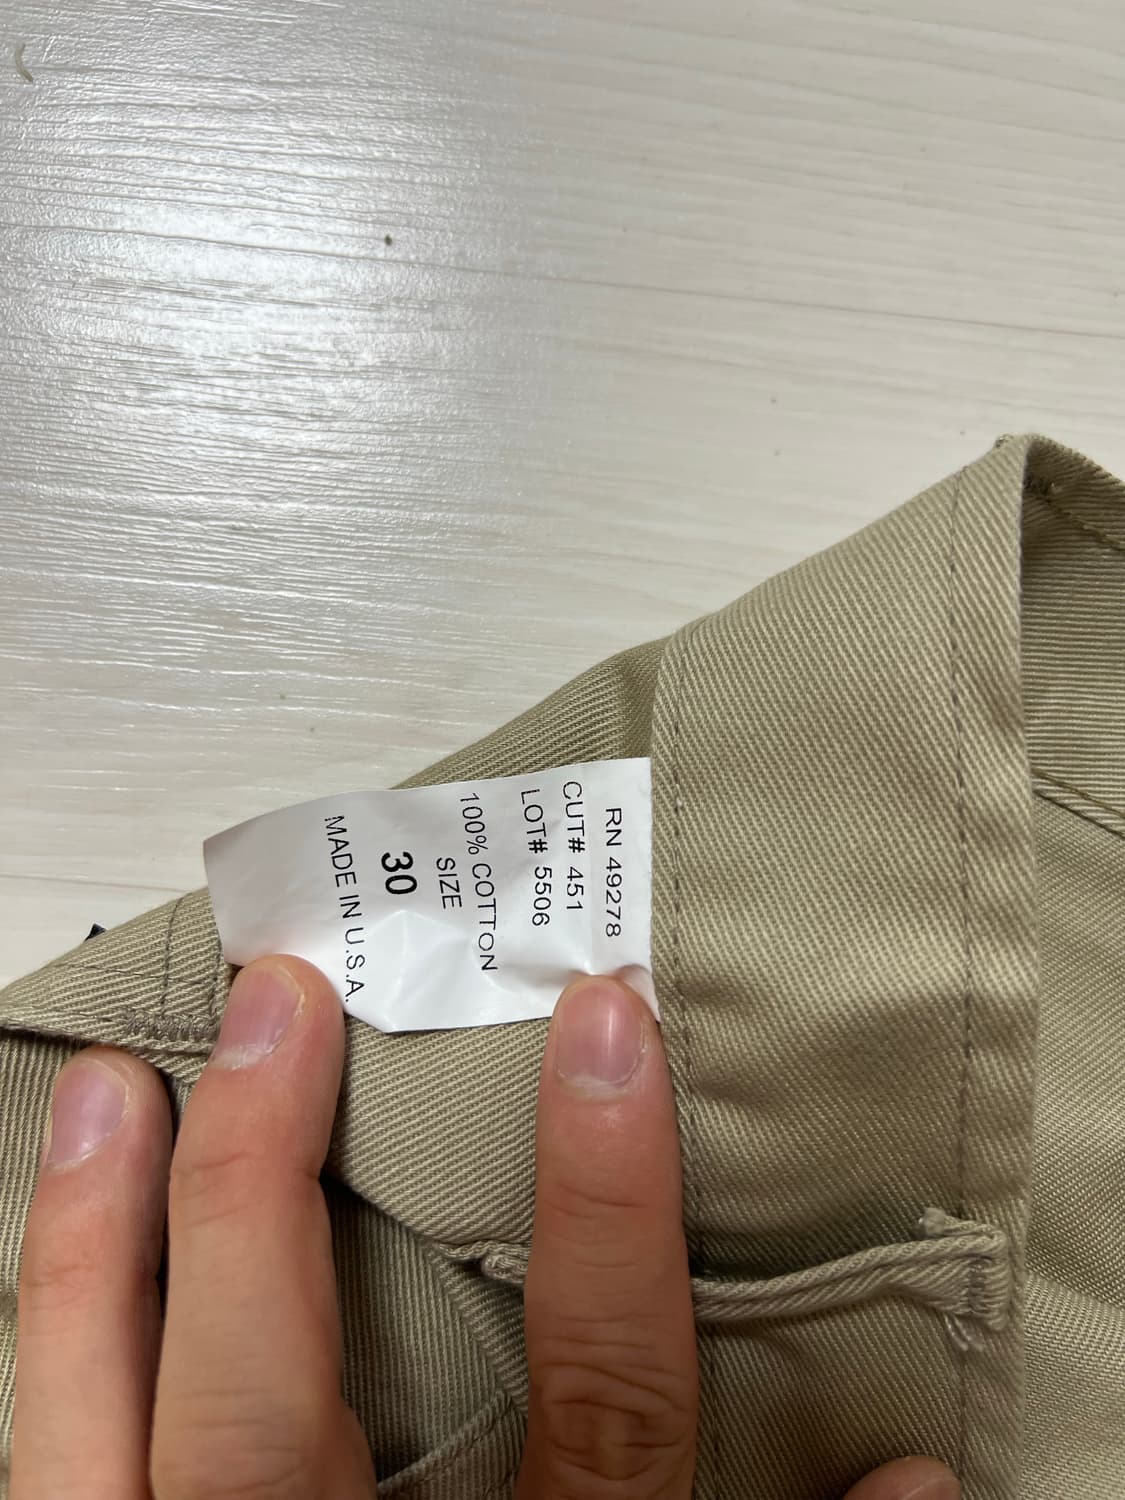 RN 49278
CUT# 451
LOT# 5506
100% COTTON
SIZE
30
MADE IN U.S.A.